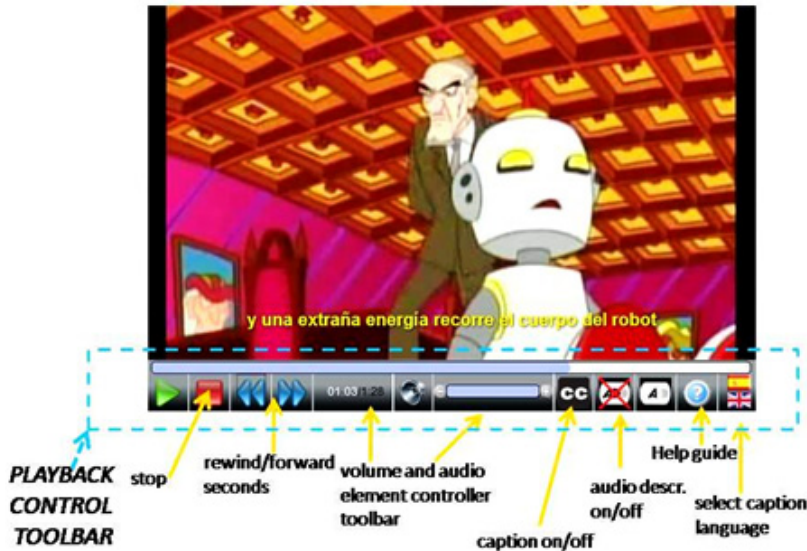 y una extraña energía recorre el cuerpo del robot
01:03/1:28
CC
A
PLAYBACK
CONTROL
TOOLBAR
stop
rewind/forward
seconds
volume and audio
element controller
toolbar
caption on/off
audio descr.
on/off
Help guide
select caption
language